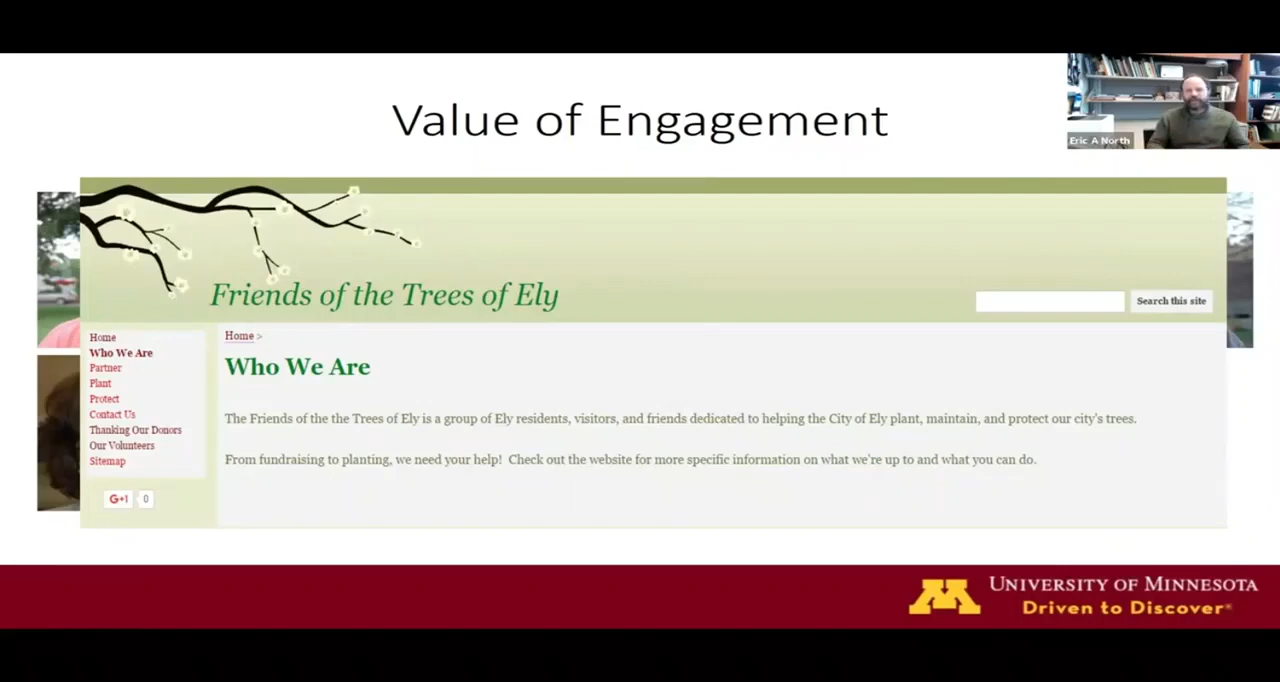 Value of Engagement
Eric A North
Friends of the Trees of Ely
Search this site
Home
Who We Are
Partner
Plant
Protect
Contact Us
Thanking Our Donors
Our Volunteers
Sitemap
G+1 0
Home >
Who We Are
The Friends of the the Trees of Ely is a group of Ely residents, visitors, and friends dedicated to helping the City of Ely plant, maintain, and protect our city's trees.
From fundraising to planting, we need your help! Check out the website for more specific information on what we're up to and what you can do.
M
UNIVERSITY OF MINNESOTA
Driven to Discover®